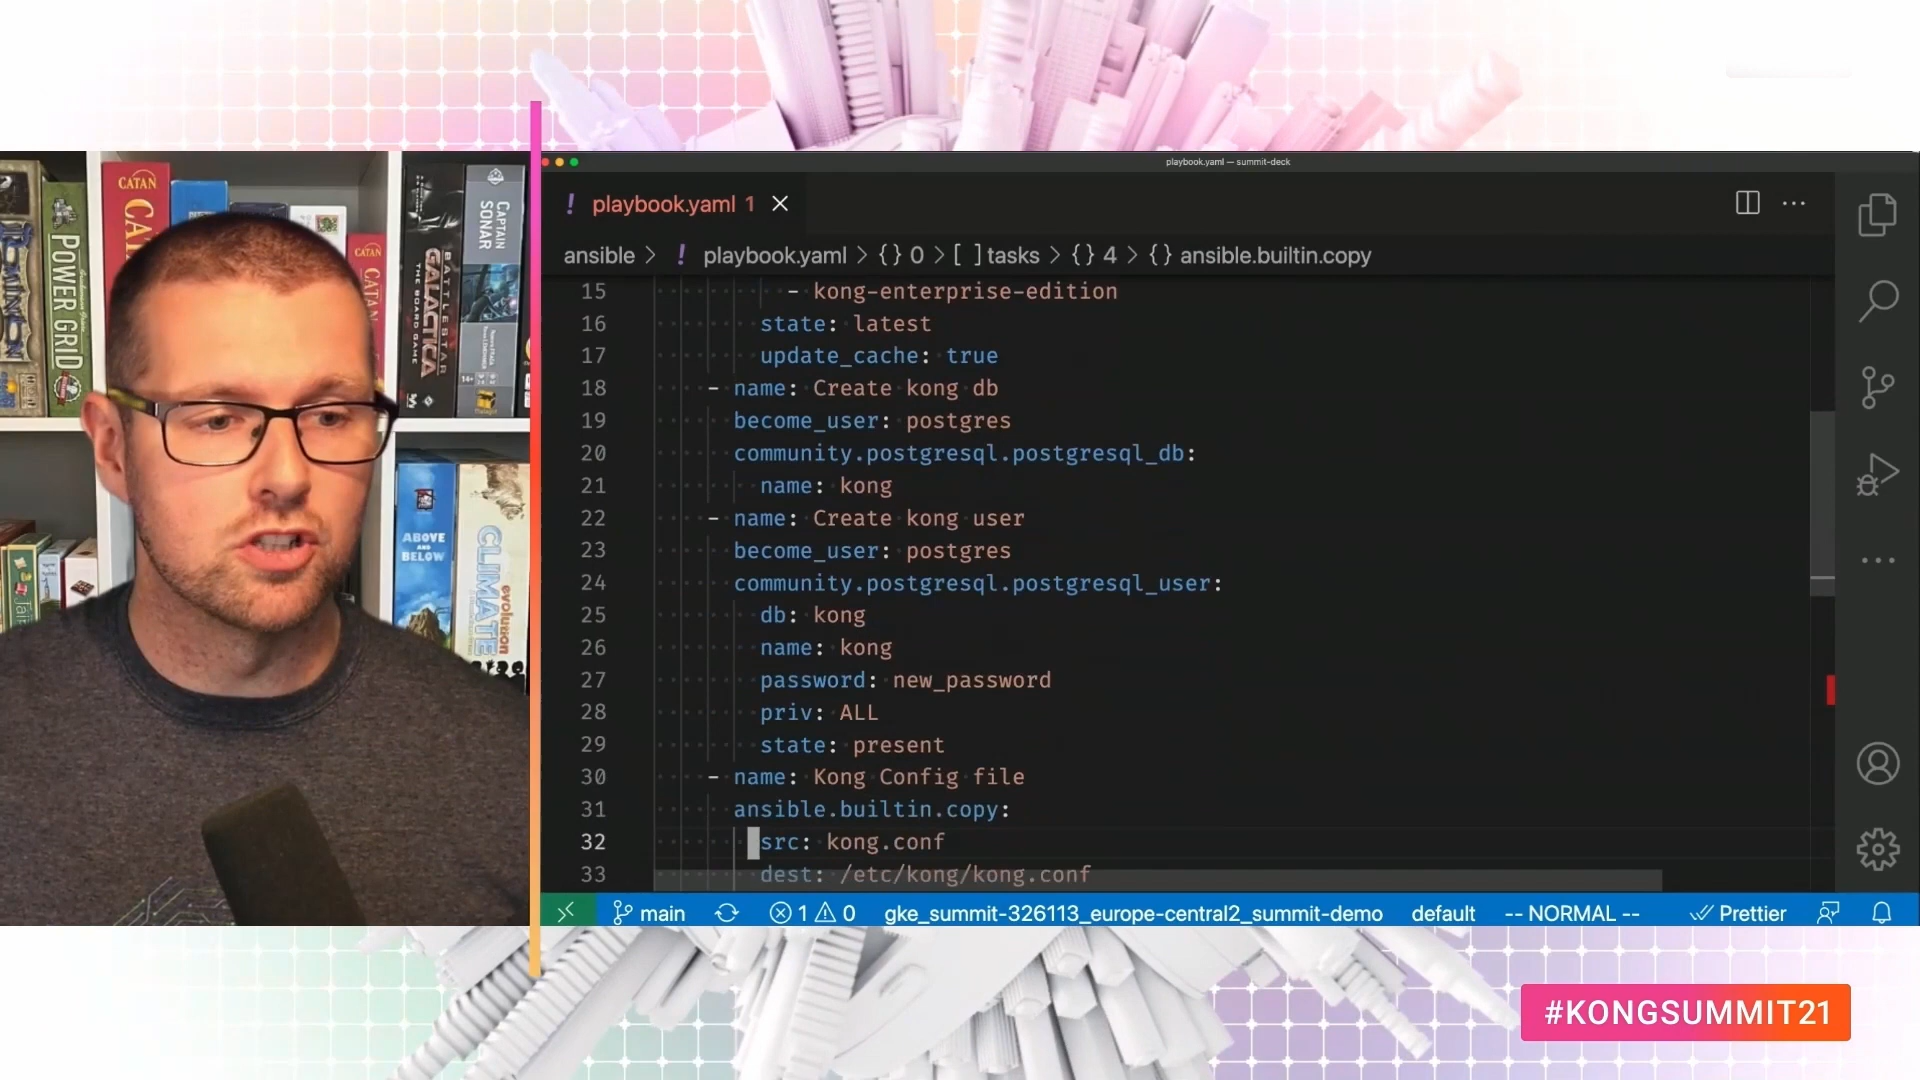 playbook.yaml — summit-deck
playbook.yaml 1
ansible > ! playbook.yaml > {} 0 > [ ] tasks > {} 4 > {} ansible.builtin.copy
15 - kong-enterprise-edition
16 state: latest
17 update_cache: true
18 - name: Create kong db
19 become_user: postgres
20 community.postgresql.postgresql_db:
21 name: kong
22 - name: Create kong user
23 become_user: postgres
24 community.postgresql.postgresql_user:
25 db: kong
26 name: kong
27 password: new_password
28 priv: ALL
29 state: present
30 - name: Kong Config file
31 ansible.builtin.copy:
32 src: kong.conf
33 dest: /etc/kong/kong.conf
main 1 0 gke_summit-326113_europe-central2_summit-demo default -- NORMAL -- Prettier
#KONGSUMMIT21
POWER GRID
CATAN
CATAN
BATTLESTAR
GALACTICA
THE BOARD GAME
CAPTAIN
SONAR
14+
ABOVE
AND
BELOW
CLIMATE
evolution